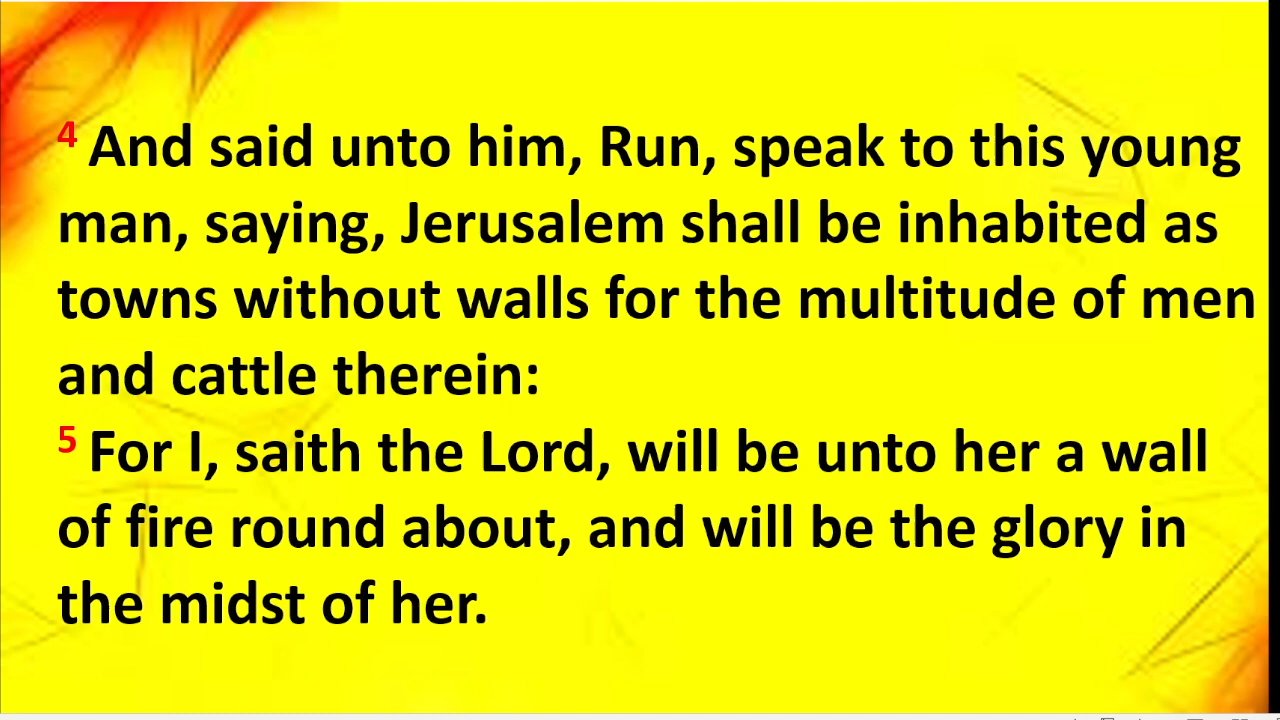 4 And said unto him, Run, speak to this young
man, saying, Jerusalem shall be inhabited as
towns without walls for the multitude of men
and cattle therein:
5 For I, saith the Lord, will be unto her a wall
of fire round about, and will be the glory in
the midst of her.